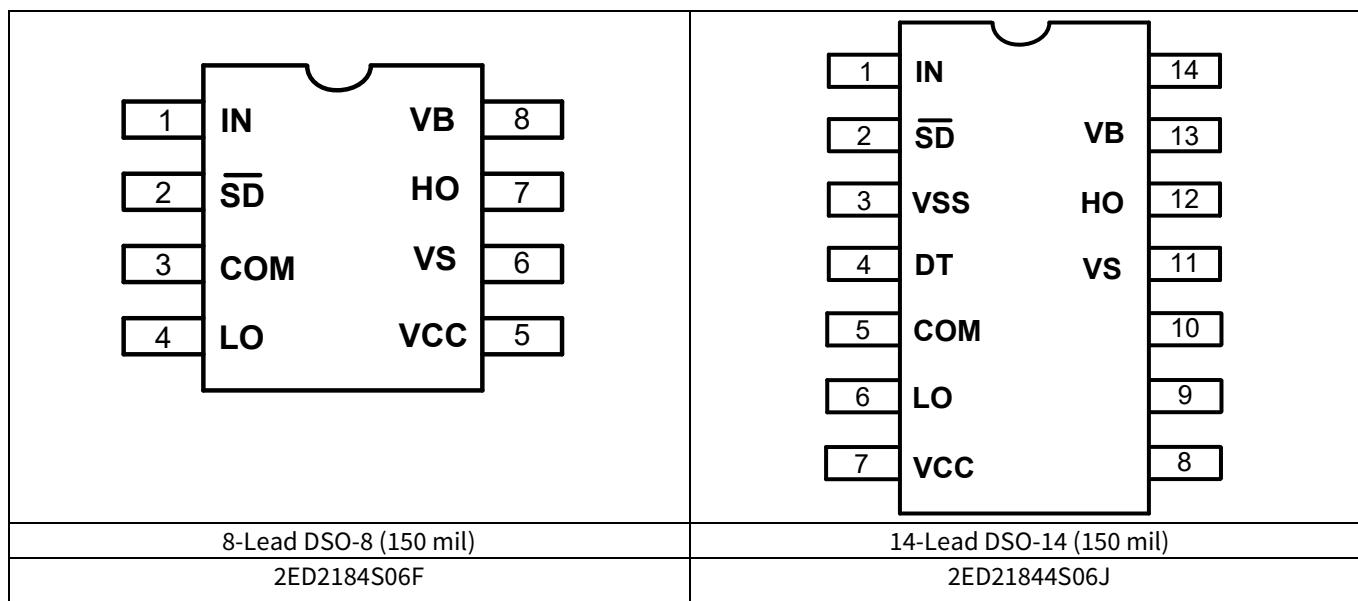 1 IN VB 8
2 S̅D̅ HO 7
3 COM VS 6
4 LO VCC 5
1 IN 14
2 S̅D̅ VB 13
3 VSS HO 12
4 DT VS 11
5 COM 10
6 LO 9
7 VCC 8
8-Lead DSO-8 (150 mil) 14-Lead DSO-14 (150 mil)
2ED2184S06F 2ED21844S06J